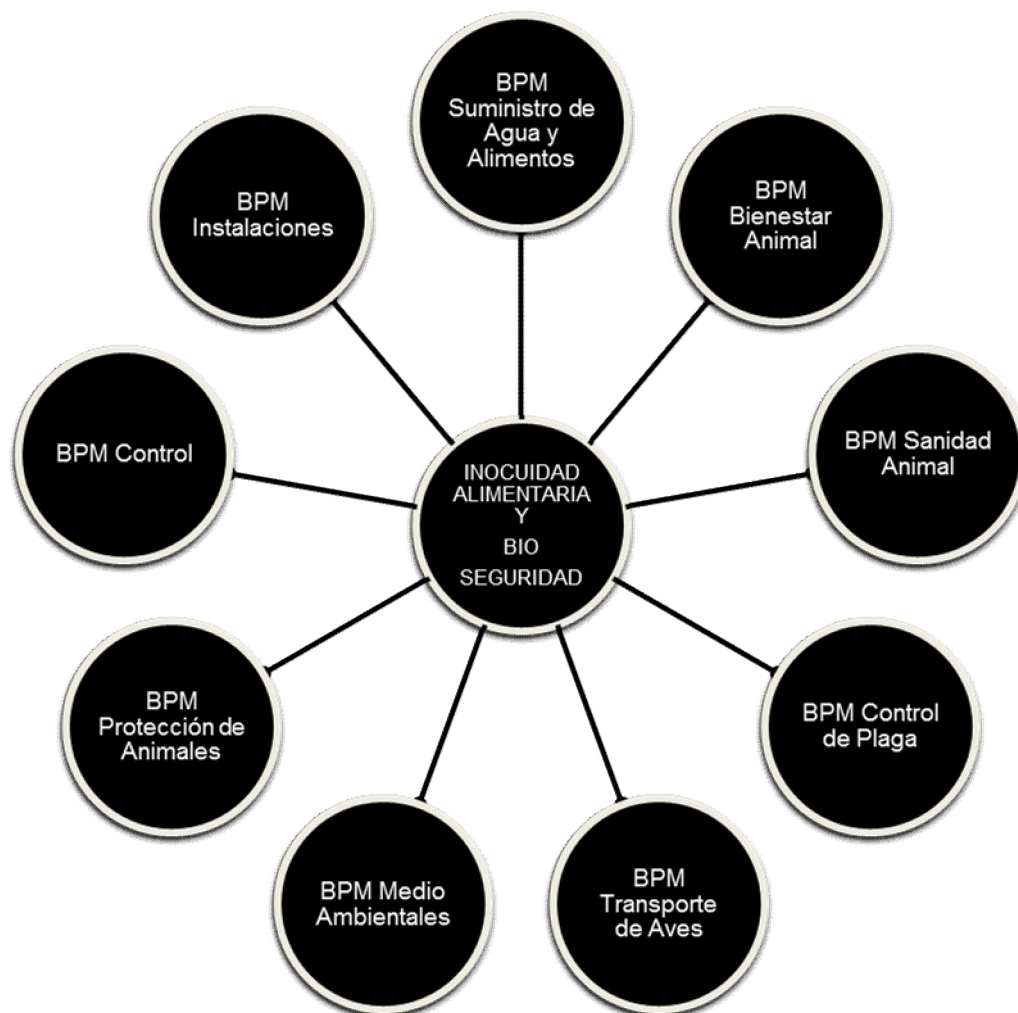 BPM
Suministro de
Agua y
Alimentos
BPM
Bienestar
Animal
BPM Sanidad
Animal
BPM Control
de Plaga
BPM
Transporte
de Aves
BPM Medio
Ambientales
BPM
Protección de
Animales
BPM Control
BPM
Instalaciones
INOCUIDAD
ALIMENTARIA
Y
BIO
SEGURIDAD